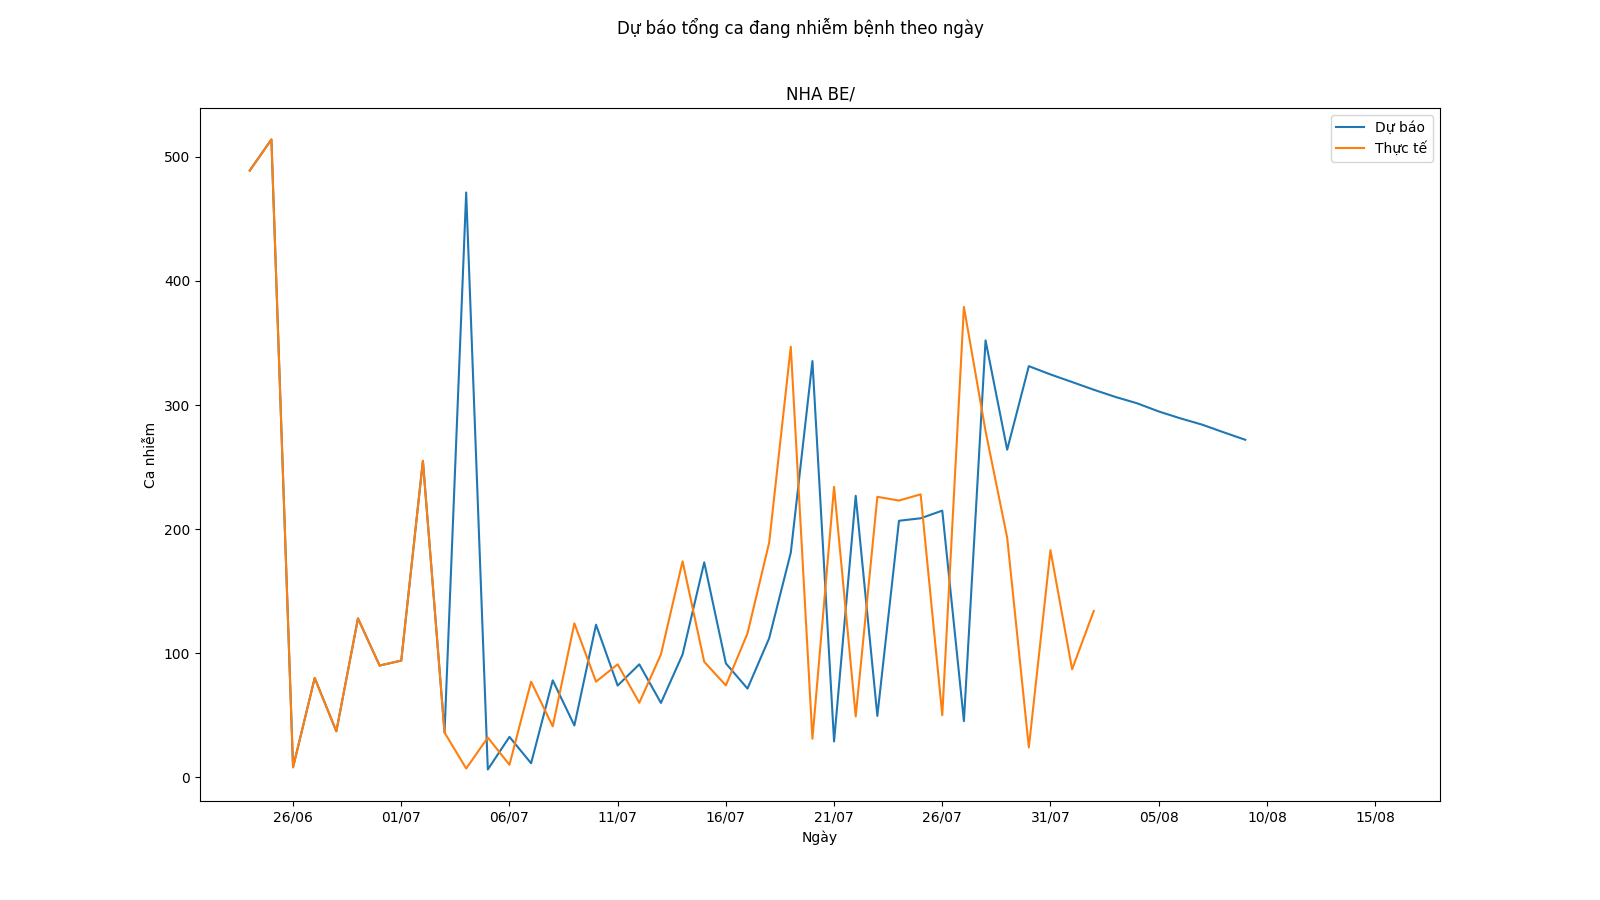 Dự báo tổng ca đang nhiễm bệnh theo ngày
NHA BE/
Dự báo
Thực tế
500
400
300
200
100
0
Ca nhiễm
26/06 01/07 06/07 11/07 16/07 21/07 26/07 31/07 05/08 10/08 15/08
Ngày